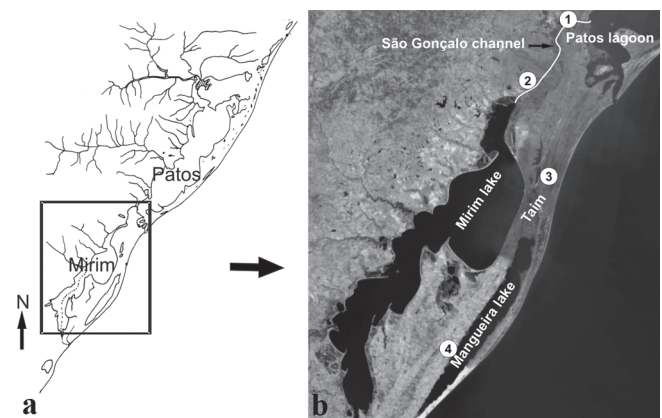 Patos
Mirim
N
a
1
São Gonçalo channel
Patos lagoon
2
3
Mirim lake
Taim
4
Mangueira lake
b